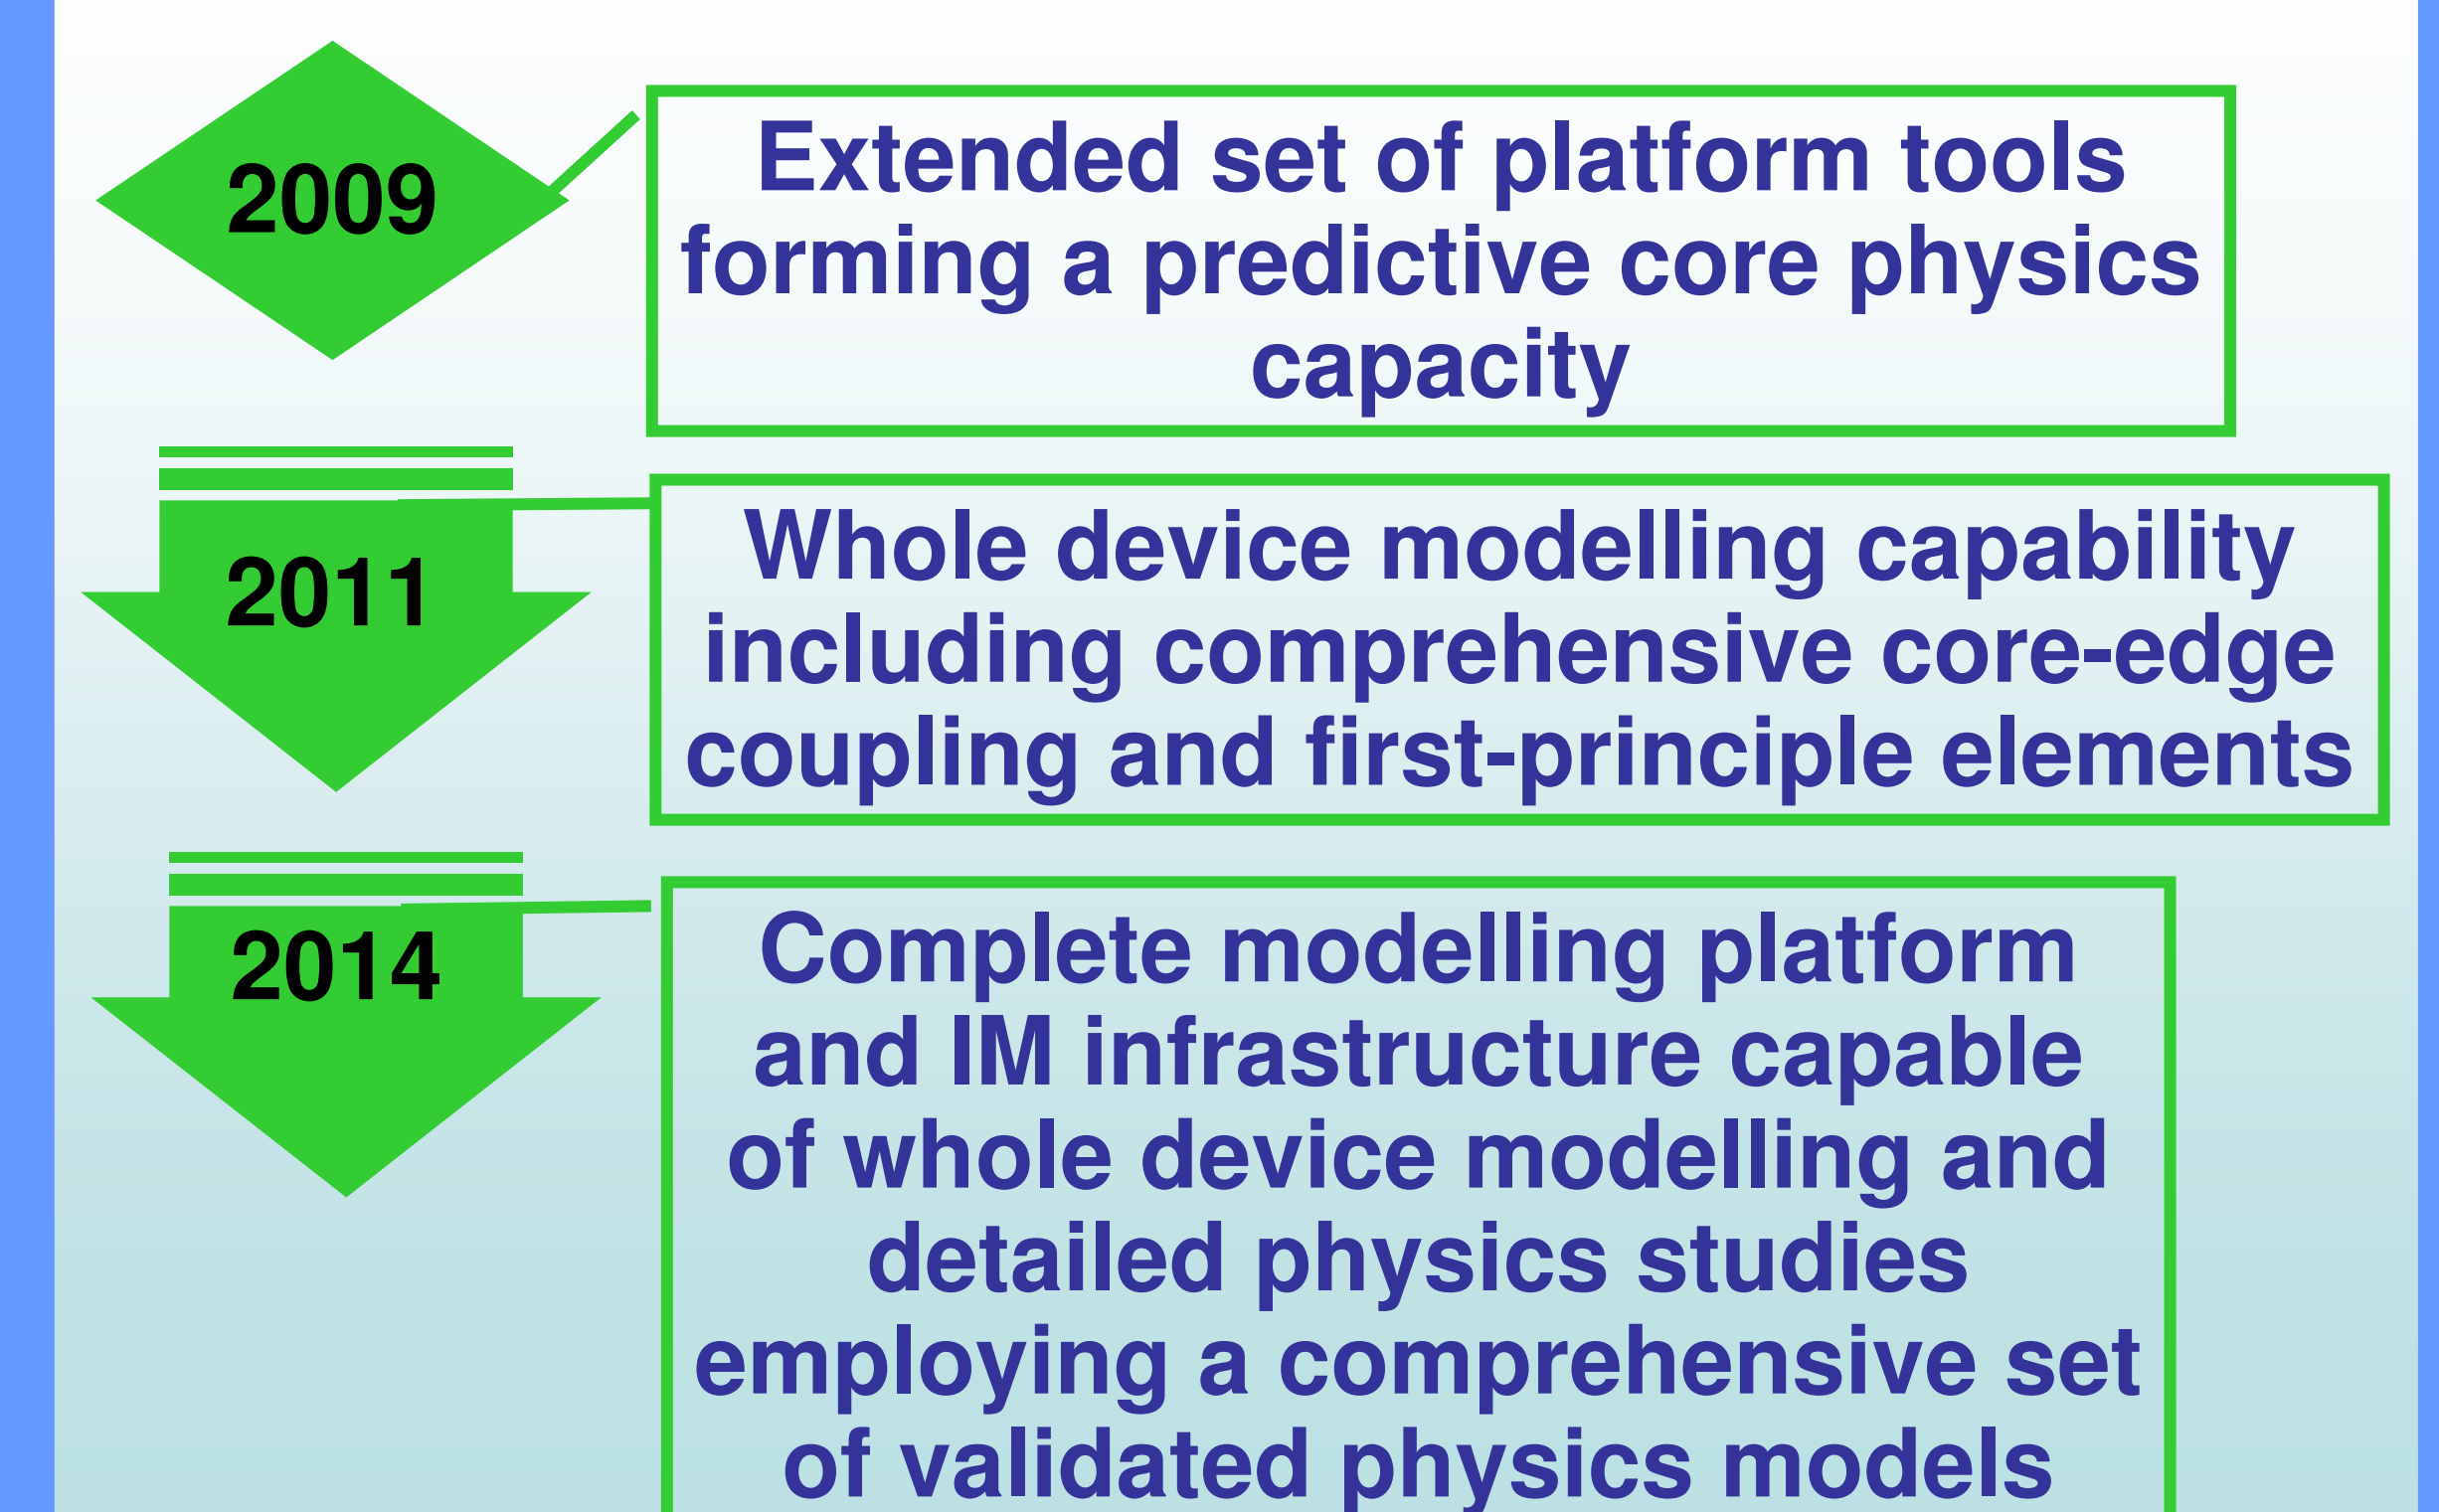 2009
Extended set of platform tools
forming a predictive core physics
capacity
2011
Whole device modelling capability
including comprehensive core-edge
coupling and first-principle elements
2014
Complete modelling platform
and IM infrastructure capable
of whole device modelling and
detailed physics studies
employing a comprehensive set
of validated physics models